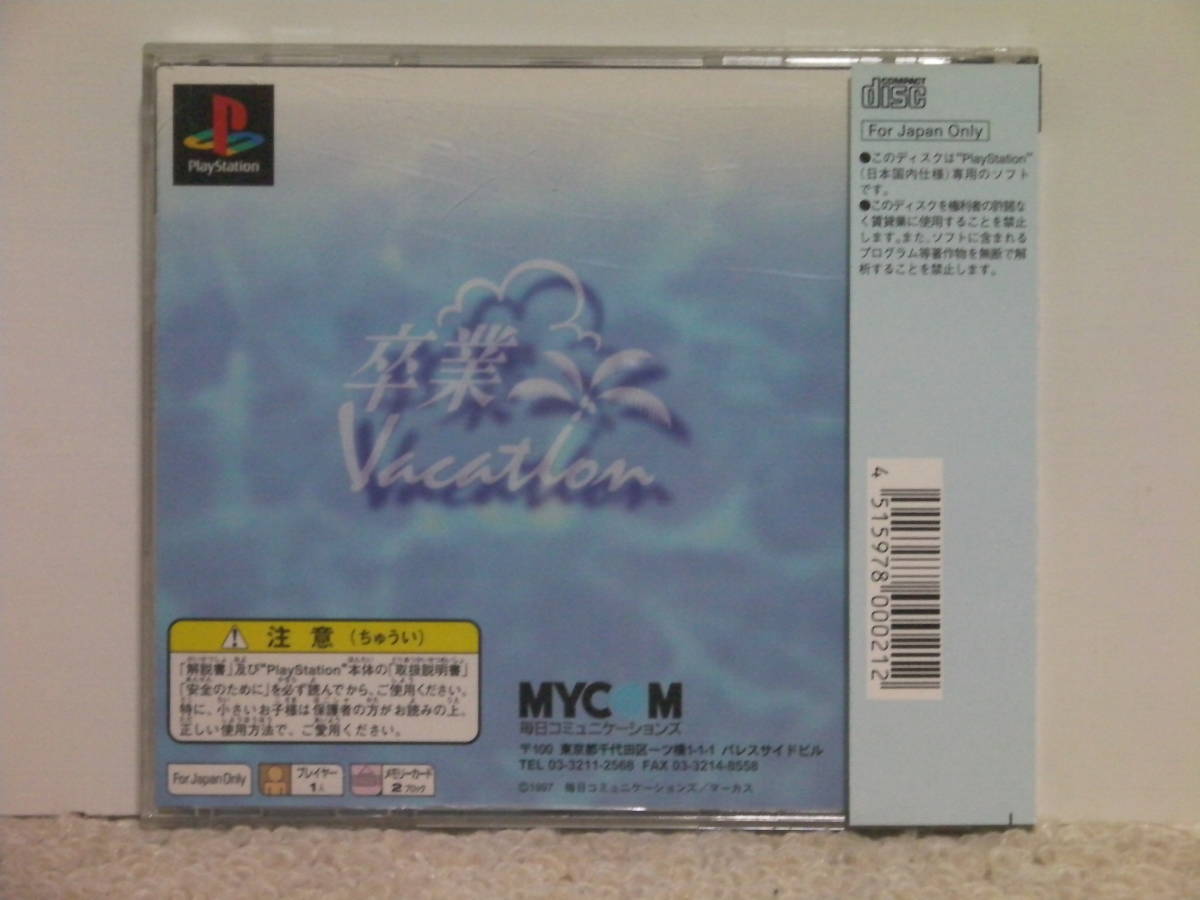 PlayStation
卒業
Vacation
注意(ちゅうい)
「解説書」及び"PlayStation"本体の「取扱説明書」
「安全のために」を必ず読んでから、ご使用ください。
特に、小さいお子様は保護者の方がお読みの上、
正しい使用方法で、ご愛用ください。
For Japan Only
プレイヤー
1人
メモリーカード
2ブロック
MYCOM
毎日コミュニケーションズ
〒100 東京都千代田区一ツ橋1-1-1 パレスサイドビル
TEL 03-3211-2568 FAX 03-3214-8558
©1997 毎日コミュニケーションズ/マーカス
COMPACT
disc
For Japan Only
●このディスクは"PlayStation"
(日本国内仕様)専用のソフト
です。
●このディスクを権利者の許諾な
く賃貸業に使用することを禁止
します。また、ソフトに含まれる
プログラム等著作物を無断で解
析することを禁止します。
4 515978 000212